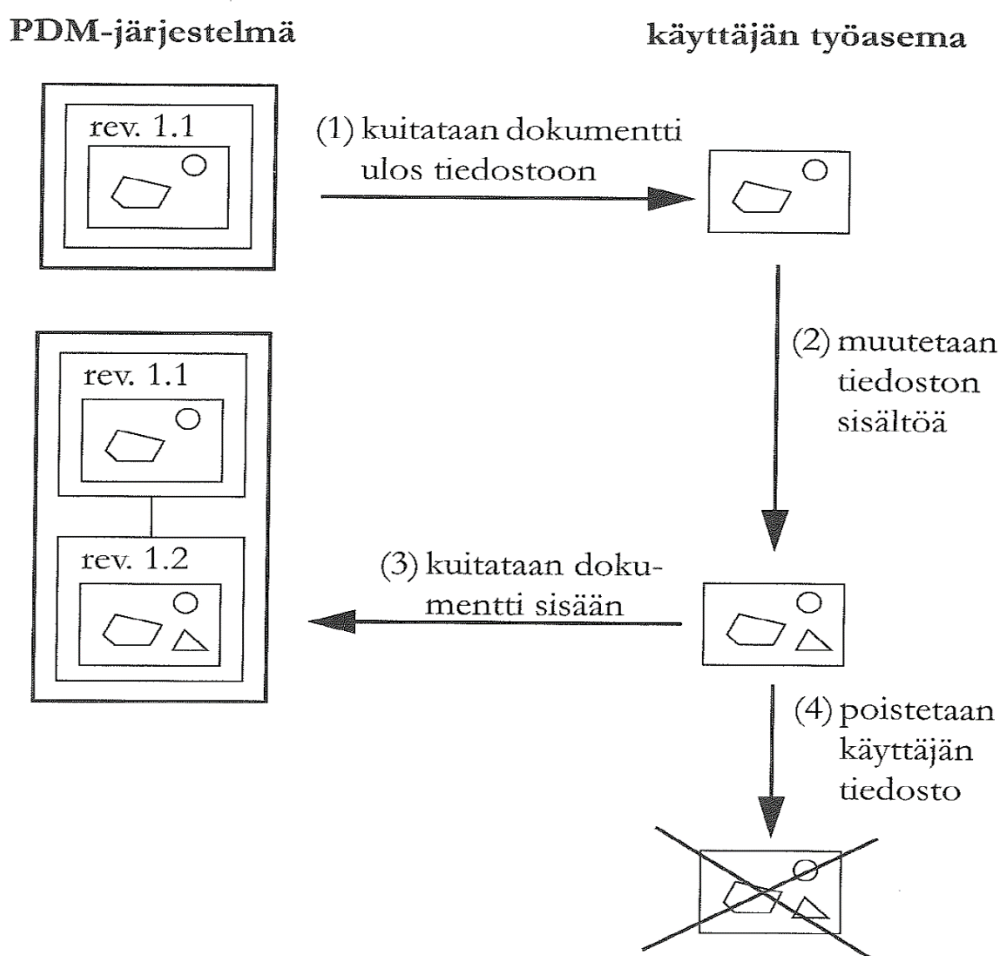 PDM-järjestelmä
käyttäjän työasema
rev. 1.1
(1) kuitataan dokumentti
ulos tiedostoon
(2) muutetaan
tiedoston
sisältöä
rev. 1.1
rev. 1.2
(3) kuitataan doku-
mentti sisään
(4) poistetaan
käyttäjän
tiedosto